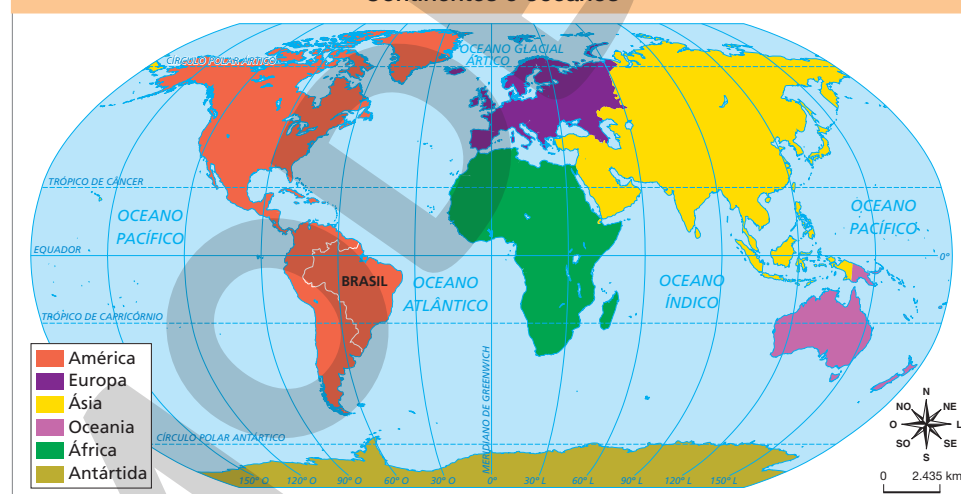 Continentes e oceanos
OCEANO GLACIAL
ÁRTICO
CÍRCULO POLAR ÁRTICO
TRÓPICO DE CÂNCER
OCEANO
PACÍFICO
OCEANO
PACÍFICO
EQUADOR
0°
BRASIL
OCEANO
ATLÂNTICO
OCEANO
ÍNDICO
TRÓPICO DE CAPRICÓRNIO
MERIDIANO DE GREENWICH
América
Europa
Ásia
Oceania
África
Antártida
CÍRCULO POLAR ANTÁRTICO
N
NO NE
O L
SO SE
S
150° O 120° O 90° O 60° O 30° O 0° 30° L 60° L 90° L 120° L 150° L
0 2.435 km